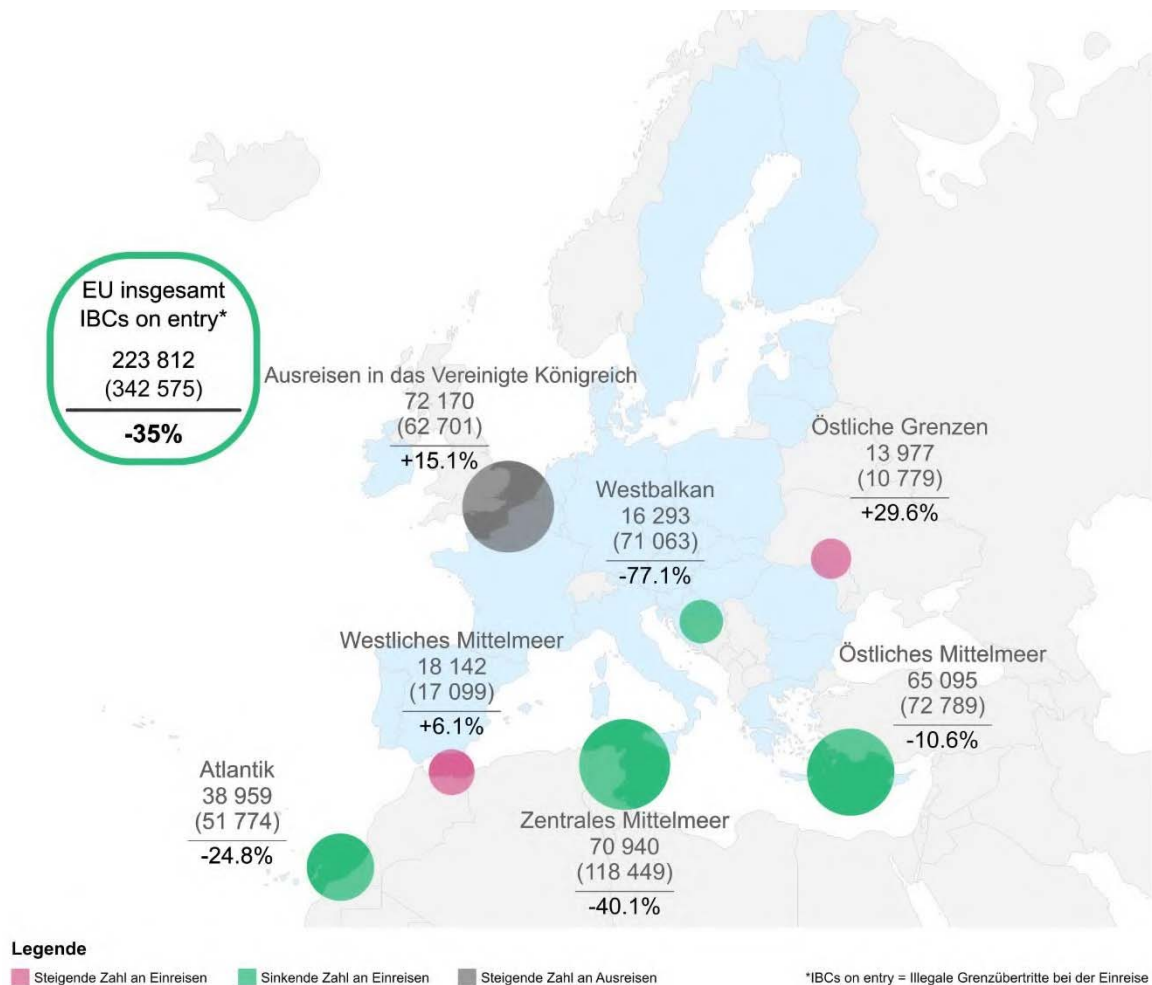 EU insgesamt
IBCs on entry*
223 812
(342 575)
-35%
Ausreisen in das Vereinigte Königreich
72 170
(62 701)
+15.1%
Östliche Grenzen
13 977
(10 779)
+29.6%
Westbalkan
16 293
(71 063)
-77.1%
Westliches Mittelmeer
18 142
(17 099)
+6.1%
Östliches Mittelmeer
65 095
(72 789)
-10.6%
Atlantik
38 959
(51 774)
-24.8%
Zentrales Mittelmeer
70 940
(118 449)
-40.1%
Legende
Steigende Zahl an Einreisen
Sinkende Zahl an Einreisen
Steigende Zahl an Ausreisen
*IBCs on entry = Illegale Grenzübertritte bei der Einreise